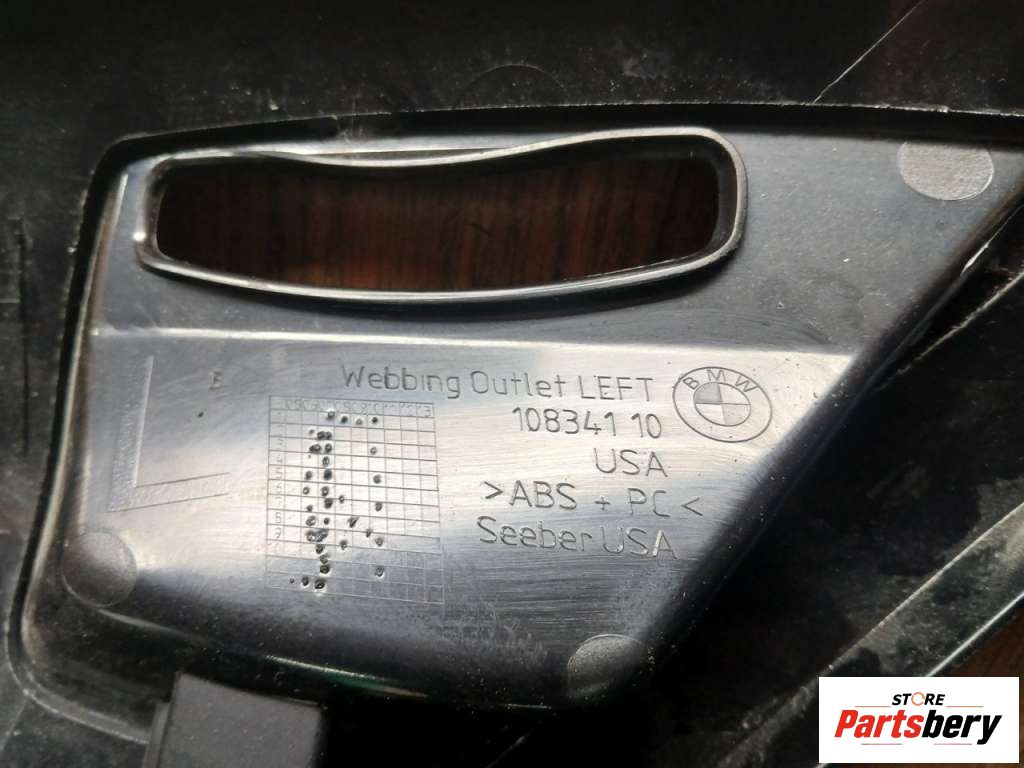 E
Webbing Outlet LEFT
BMW
10834110
USA
>ABS + PC<
Seeber USA
STORE
Partsbery